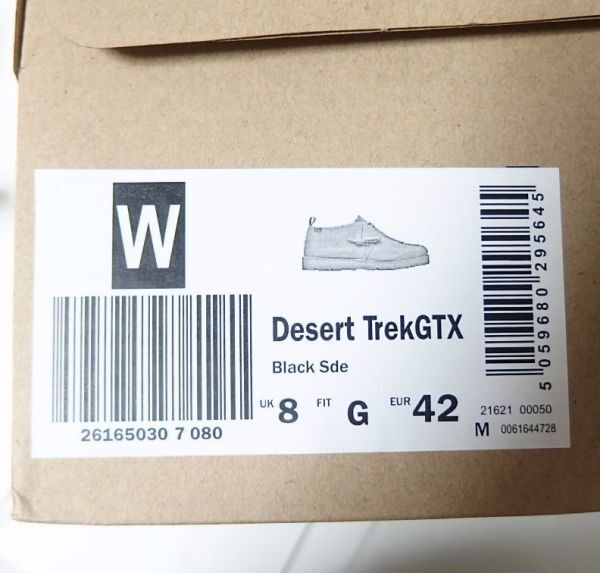 W
26165030 7 080
Desert TrekGTX
Black Sde
UK 8 FIT G EUR 42
5 059680 295645
21621 00050
M 0061644728